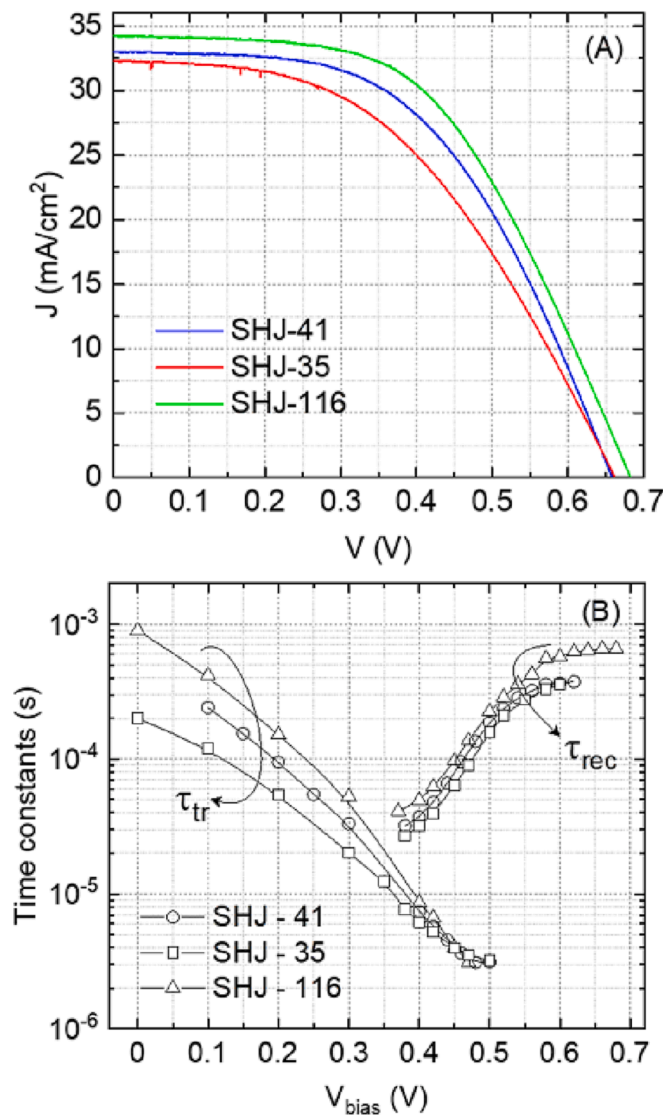 (A)
35
30
25
20
15
10
5
0
J (mA/cm²)
SHJ-41
SHJ-35
SHJ-116
0 0.1 0.2 0.3 0.4 0.5 0.6 0.7
V (V)
(B)
10⁻³
10⁻⁴
10⁻⁵
10⁻⁶
Time constants (s)
τtr
τrec
SHJ - 41
SHJ - 35
SHJ - 116
0 0.1 0.2 0.3 0.4 0.5 0.6 0.7
Vbias (V)